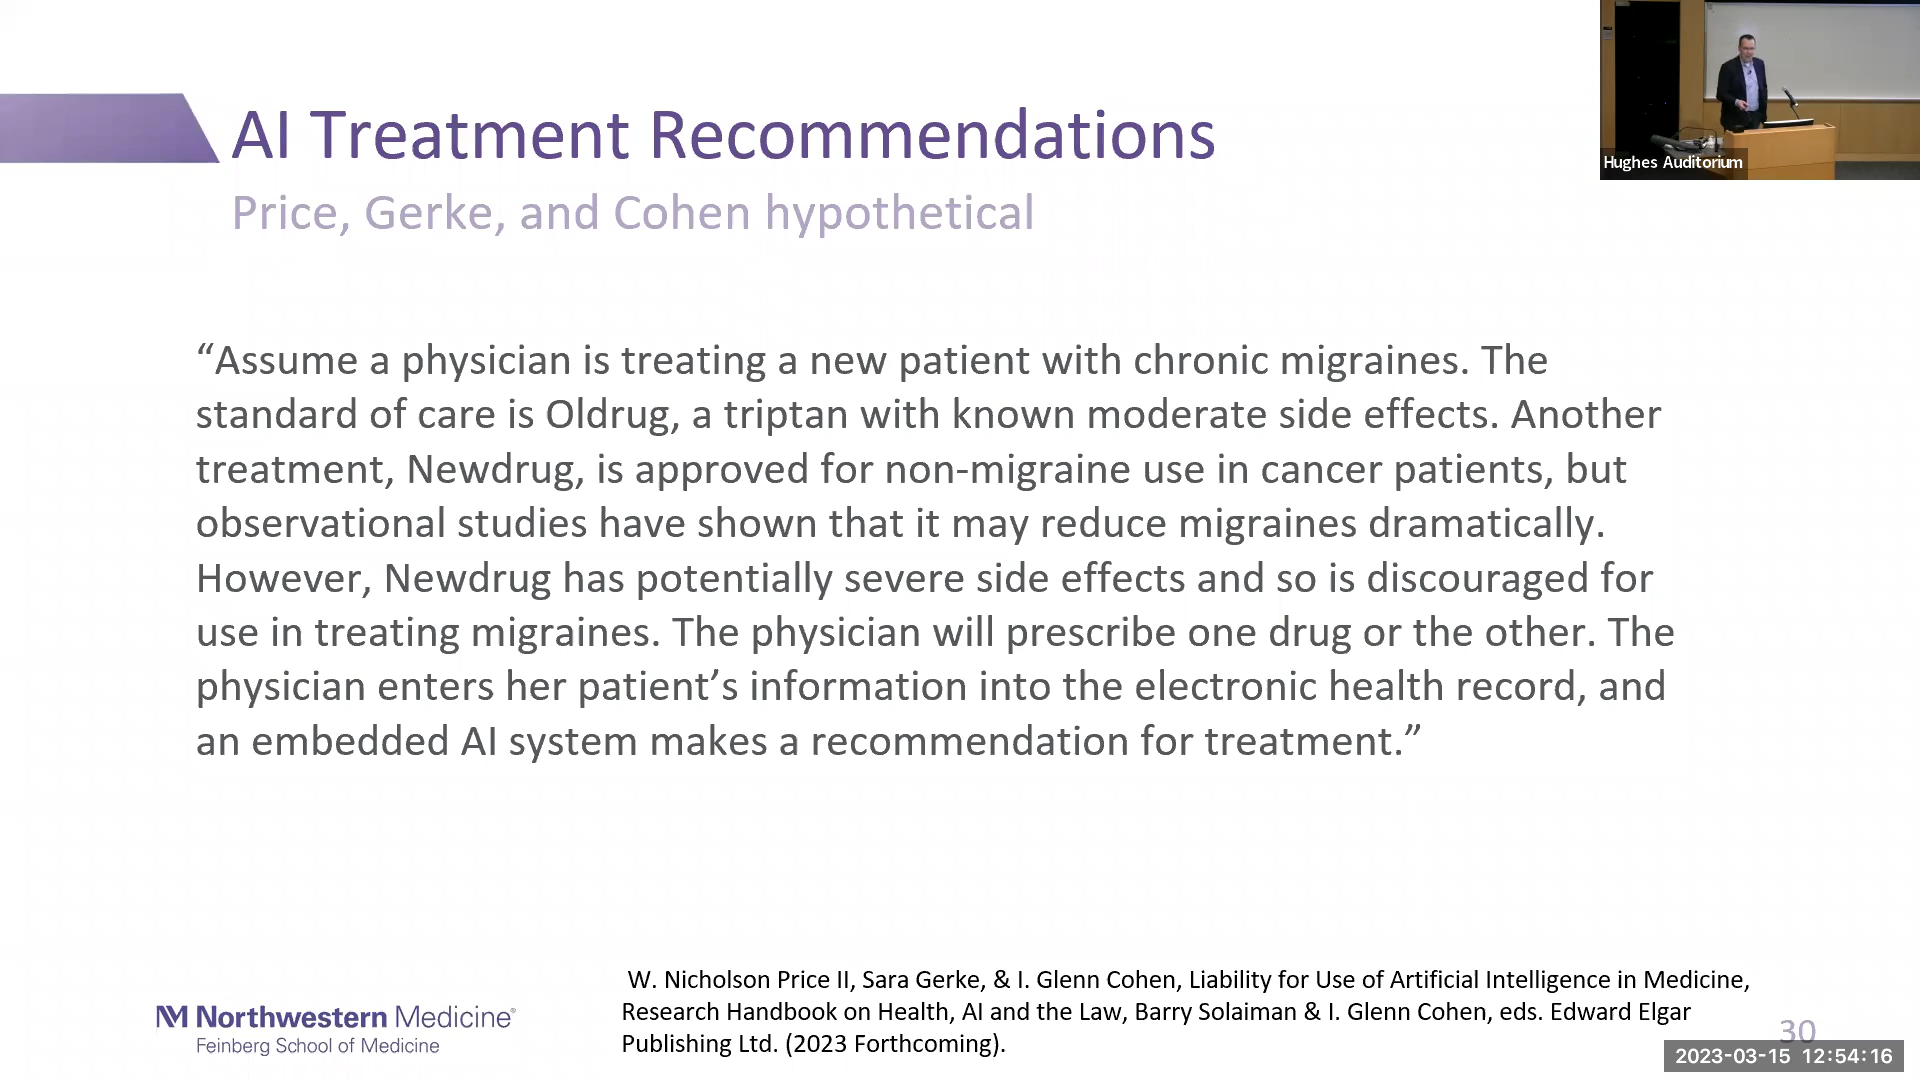 AI Treatment Recommendations
Price, Gerke, and Cohen hypothetical
Hughes Auditorium
“Assume a physician is treating a new patient with chronic migraines. The
standard of care is Oldrug, a triptan with known moderate side effects. Another
treatment, Newdrug, is approved for non-migraine use in cancer patients, but
observational studies have shown that it may reduce migraines dramatically.
However, Newdrug has potentially severe side effects and so is discouraged for
use in treating migraines. The physician will prescribe one drug or the other. The
physician enters her patient’s information into the electronic health record, and
an embedded AI system makes a recommendation for treatment.”
W. Nicholson Price II, Sara Gerke, & I. Glenn Cohen, Liability for Use of Artificial Intelligence in Medicine,
Research Handbook on Health, AI and the Law, Barry Solaiman & I. Glenn Cohen, eds. Edward Elgar
Publishing Ltd. (2023 Forthcoming).
NM Northwestern Medicine®
Feinberg School of Medicine
30
2023-03-15 12:54:16